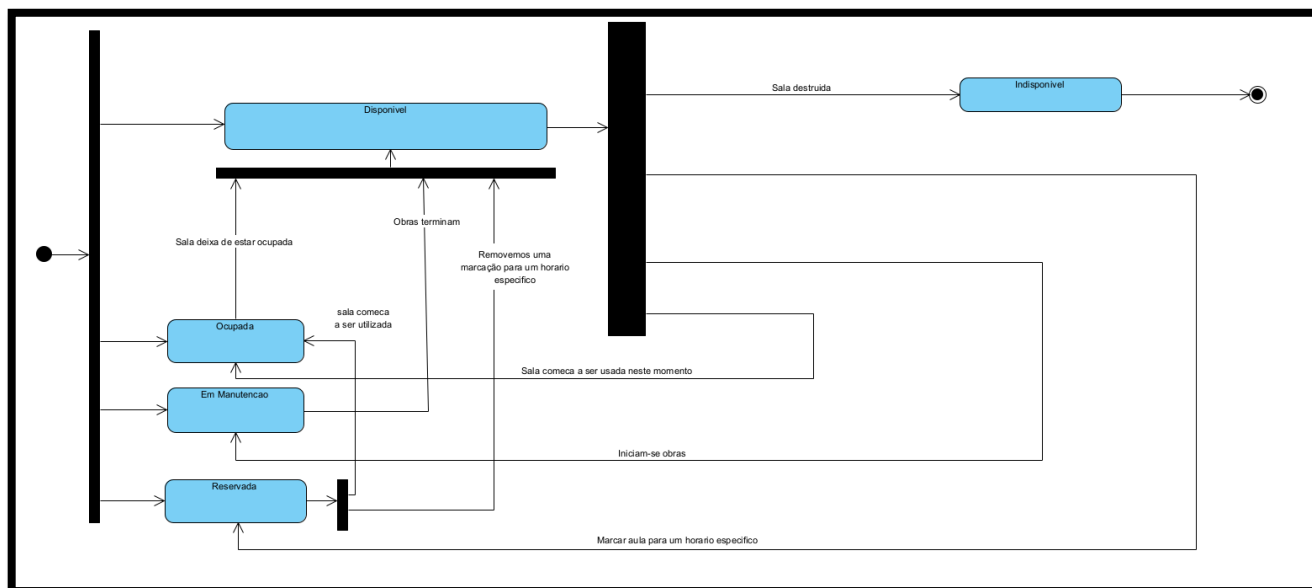 Sala destruida
Indisponivel
Disponivel
Obras terminam
Sala deixa de estar ocupada
Removemos uma
marcação para um horario
especifico
sala comeca
a ser utilizada
Ocupada
Sala comeca a ser usada neste momento
Em Manutencao
Iniciam-se obras
Reservada
Marcar aula para um horario especifico